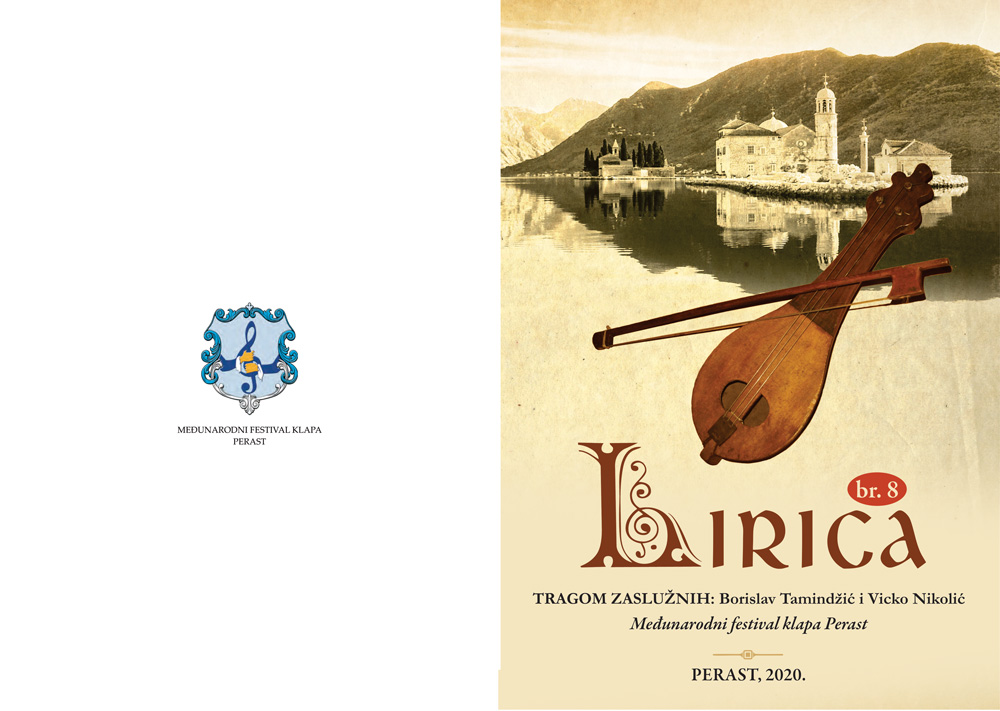 MEĐUNARODNI FESTIVAL KLAPA
PERAST
br. 8
LIRICA
TRAGOM ZASLUŽNIH: Borislav Tamindžić i Vicko Nikolić
Međunarodni festival klapa Perast
PERAST, 2020.